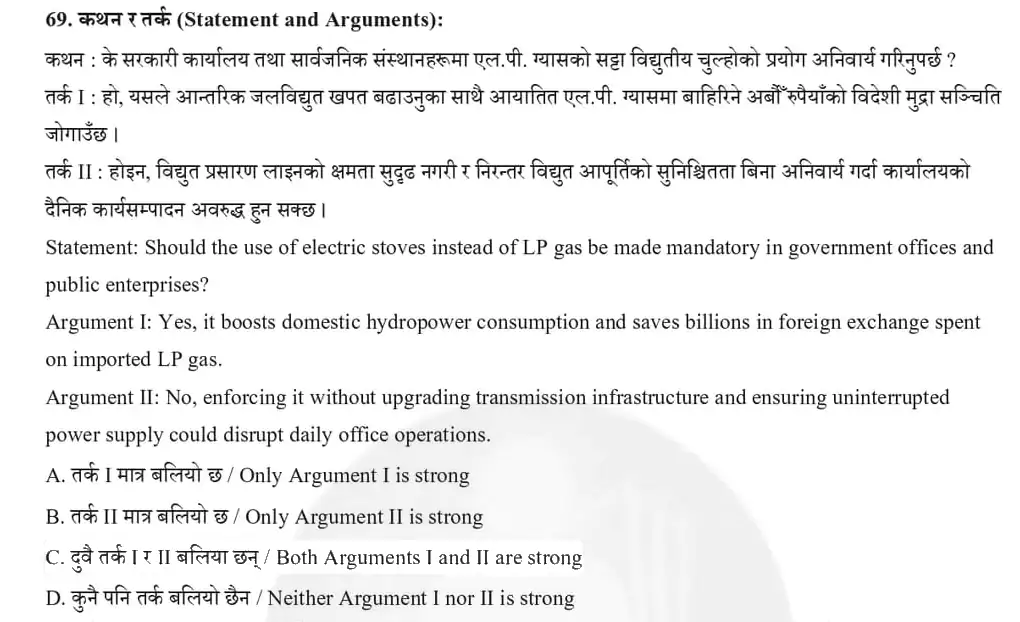 69. कथन र तर्क (Statement and Arguments):
कथन : के सरकारी कार्यालय तथा सार्वजनिक संस्थानहरूमा एल.पी. ग्यासको सट्टा विद्युतीय चुल्होको प्रयोग अनिवार्य गरिनुपर्छ ?
तर्क I : हो, यसले आन्तरिक जलविद्युत खपत बढाउनुका साथै आयातित एल.पी. ग्यासमा बाहिरिने अर्बौँ रुपैयाँको विदेशी मुद्रा सञ्चिति
जोगाउँछ ।
तर्क II : होइन, विद्युत प्रसारण लाइनको क्षमता सुदृढ नगरी र निरन्तर विद्युत आपूर्तिको सुनिश्चितता बिना अनिवार्य गर्दा कार्यालयको
दैनिक कार्यसम्पादन अवरुद्ध हुन सक्छ ।
Statement: Should the use of electric stoves instead of LP gas be made mandatory in government offices and
public enterprises?
Argument I: Yes, it boosts domestic hydropower consumption and saves billions in foreign exchange spent
on imported LP gas.
Argument II: No, enforcing it without upgrading transmission infrastructure and ensuring uninterrupted
power supply could disrupt daily office operations.
A. तर्क I मात्र बलियो छ / Only Argument I is strong
B. तर्क II मात्र बलियो छ / Only Argument II is strong
C. दुवै तर्क I र II बलिया छन् / Both Arguments I and II are strong
D. कुनै पनि तर्क बलियो छैन / Neither Argument I nor II is strong